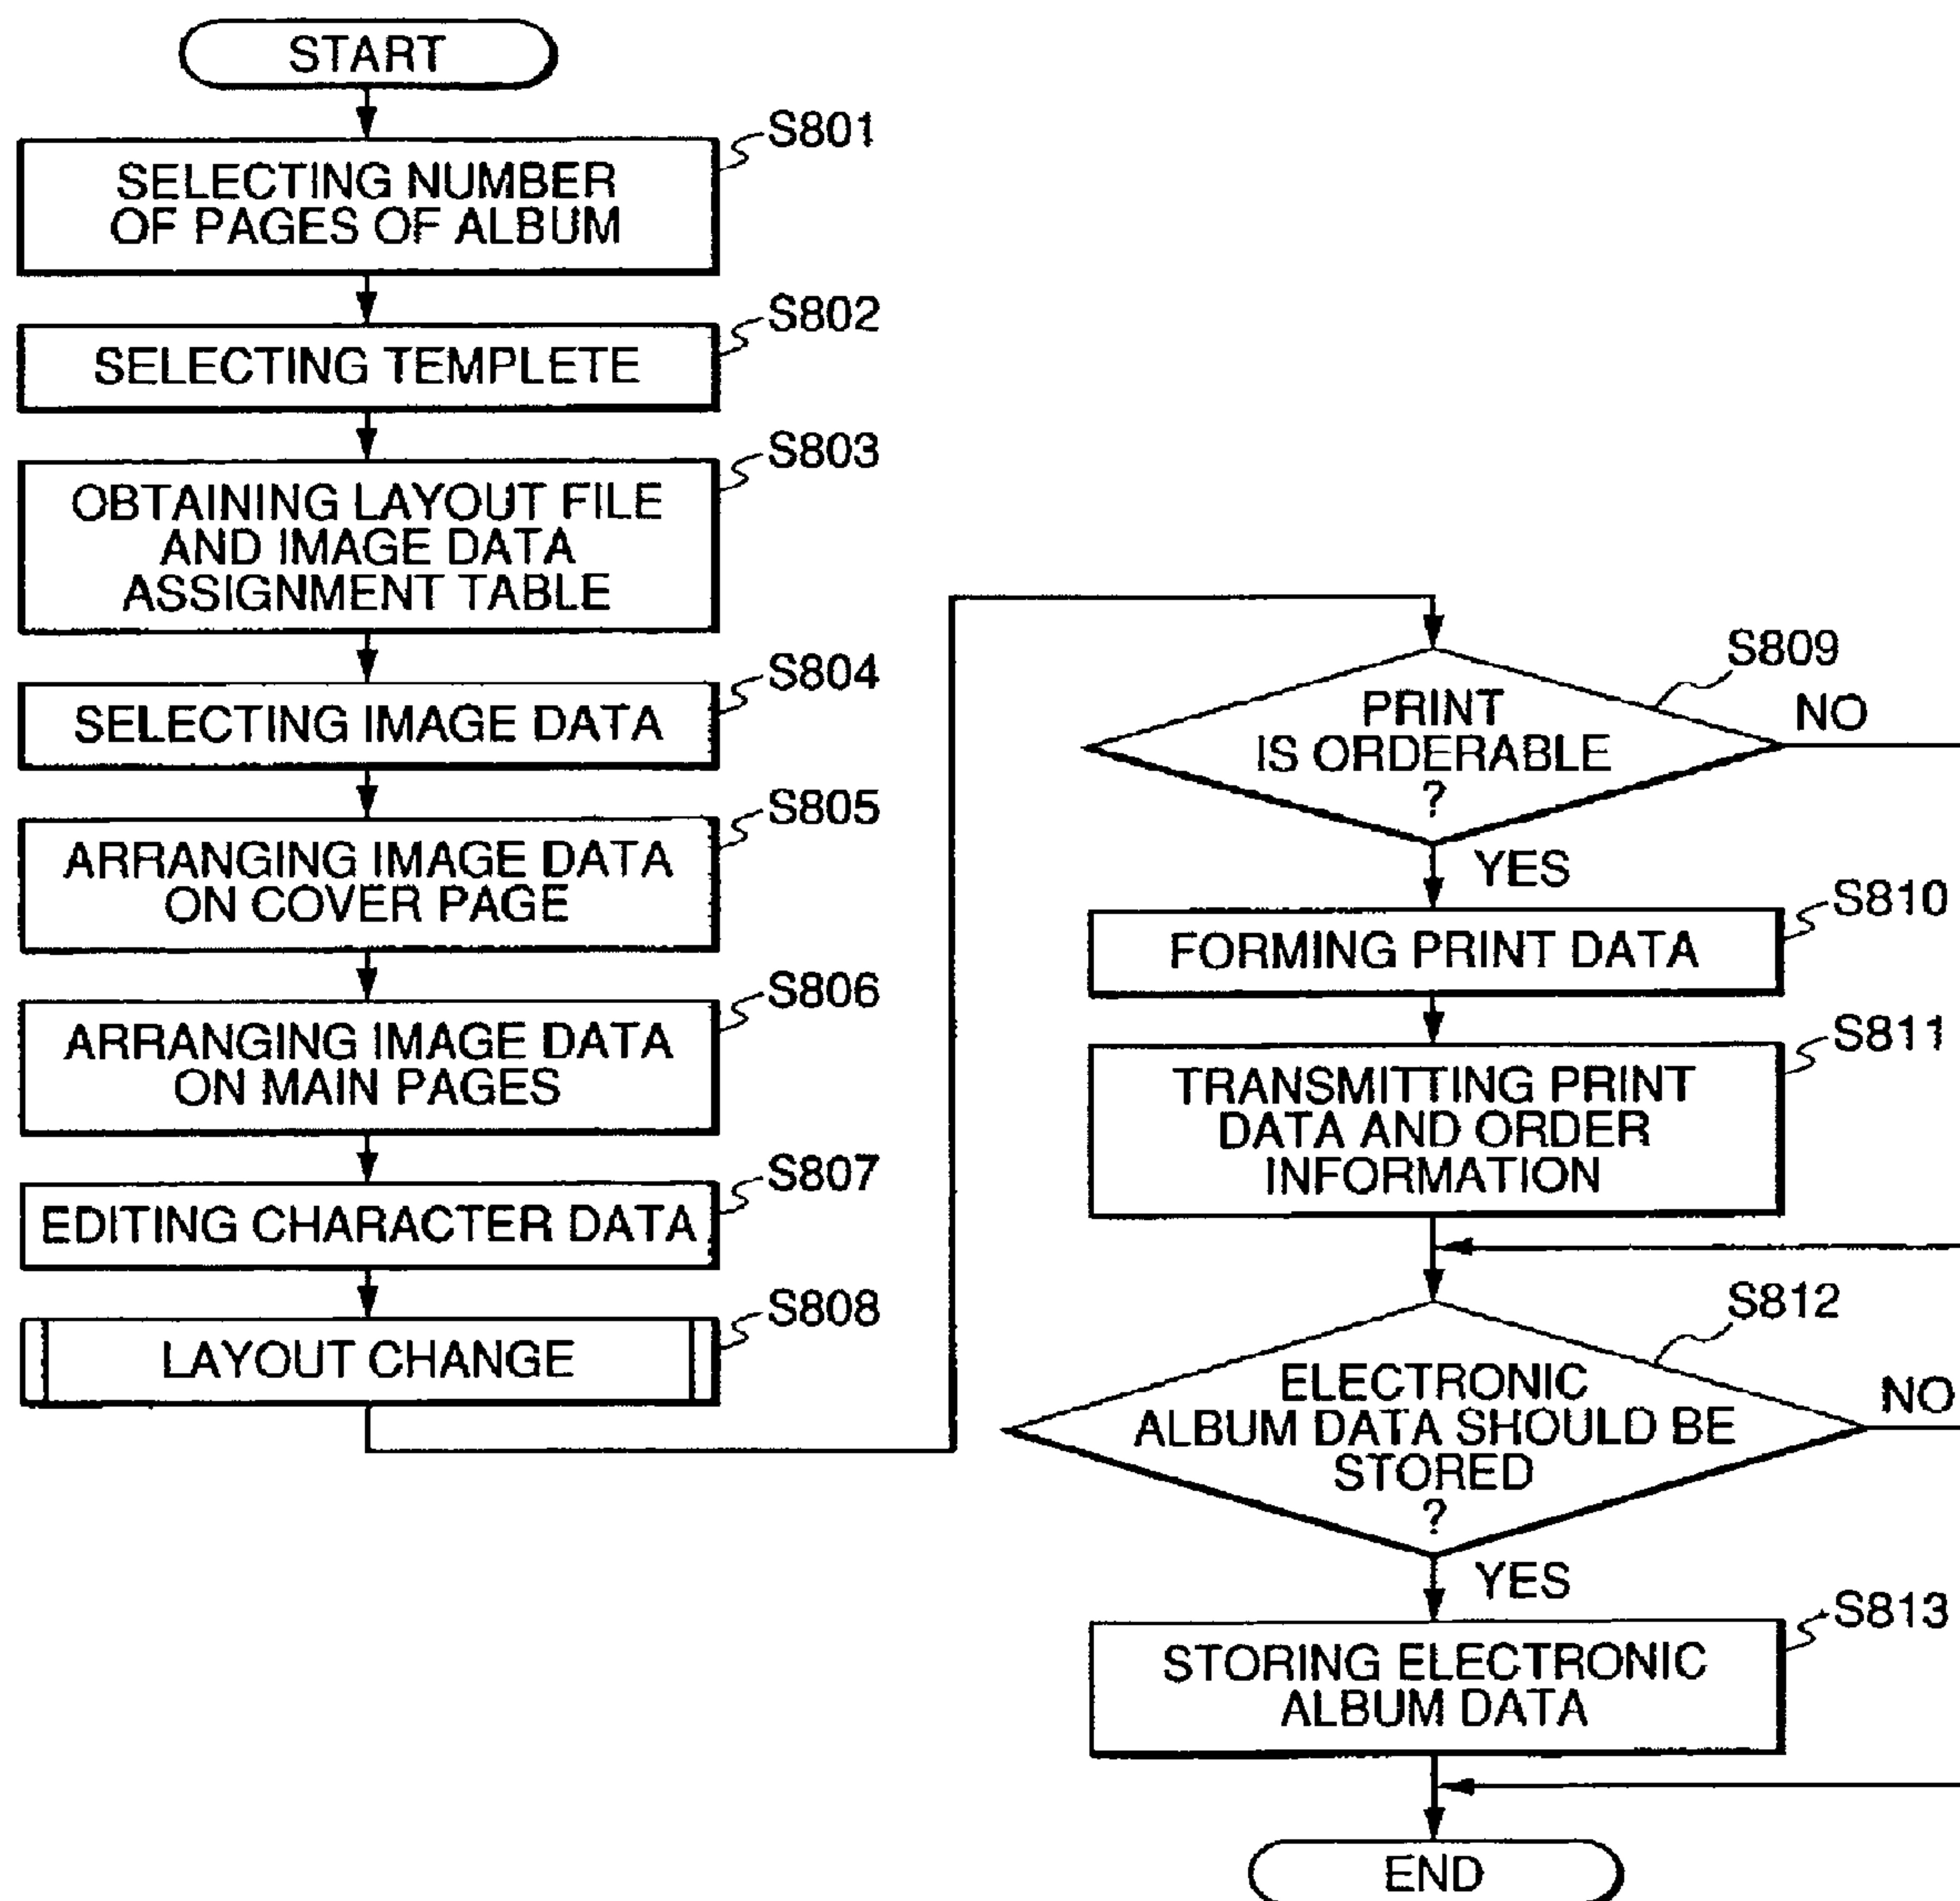 START
S801
SELECTING NUMBER
OF PAGES OF ALBUM
S802
SELECTING TEMPLETE
S803
OBTAINING LAYOUT FILE
AND IMAGE DATA
ASSIGNMENT TABLE
S804
SELECTING IMAGE DATA
S805
ARRANGING IMAGE DATA
ON COVER PAGE
S806
ARRANGING IMAGE DATA
ON MAIN PAGES
S807
EDITING CHARACTER DATA
S808
LAYOUT CHANGE
S809
PRINT
IS ORDERABLE
?
NO
YES
S810
FORMING PRINT DATA
S811
TRANSMITTING PRINT
DATA AND ORDER
INFORMATION
S812
ELECTRONIC
ALBUM DATA SHOULD BE
STORED
?
NO
YES
S813
STORING ELECTRONIC
ALBUM DATA
END